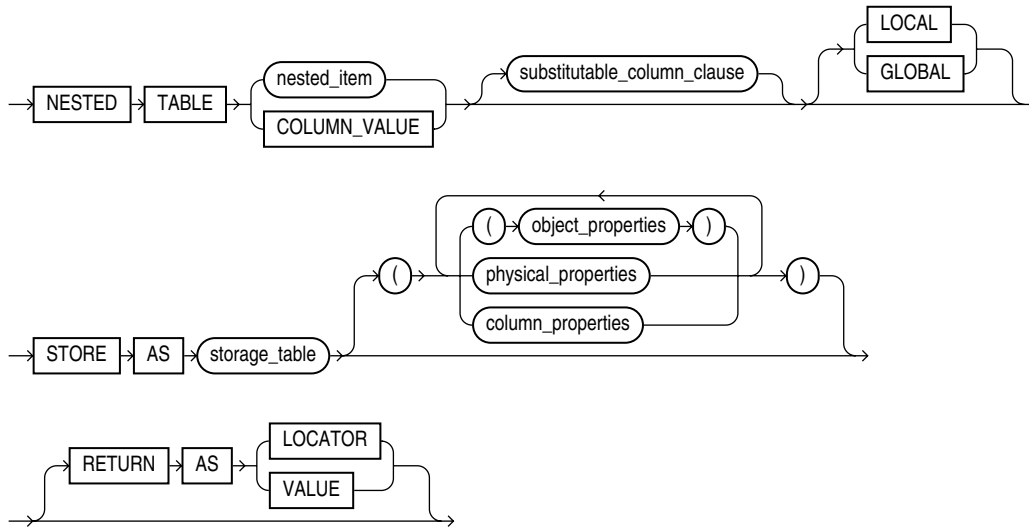 LOCAL
NESTED TABLE nested_item substitutable_column_clause GLOBAL
COLUMN_VALUE
( object_properties )
( physical_properties )
column_properties
STORE AS storage_table
RETURN AS LOCATOR
VALUE